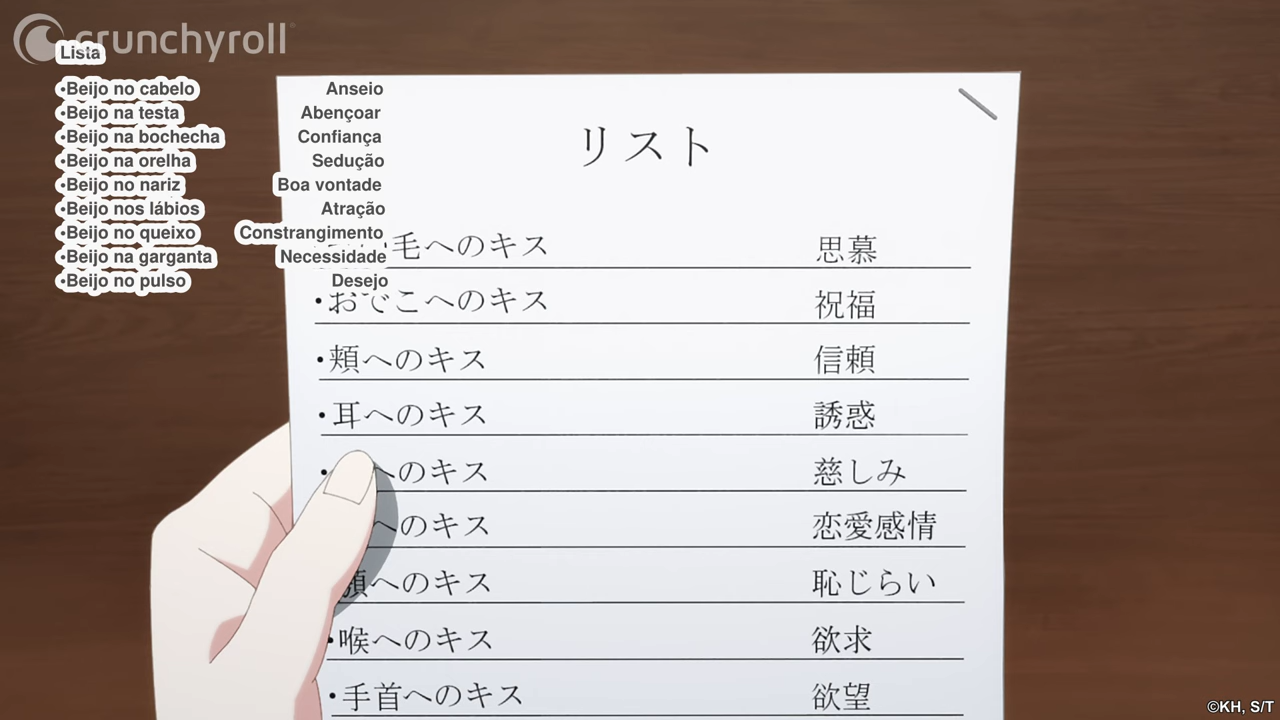 crunchyroll
Lista
•Beijo no cabelo Anseio
•Beijo na testa Abençoar
•Beijo na bochecha Confiança
•Beijo na orelha Sedução
•Beijo no nariz Boa vontade
•Beijo nos lábios Atração
•Beijo no queixo Constrangimento
•Beijo na garganta Necessidade
•Beijo no pulso Desejo
リスト
毛へのキス 思慕
・おでこへのキス 祝福
・頬へのキス 信頼
・耳へのキス 誘惑
・へのキス 慈しみ
へのキス 恋愛感情
へのキス 恥じらい
・喉へのキス 欲求
・手首へのキス 欲望
©KH, S/T